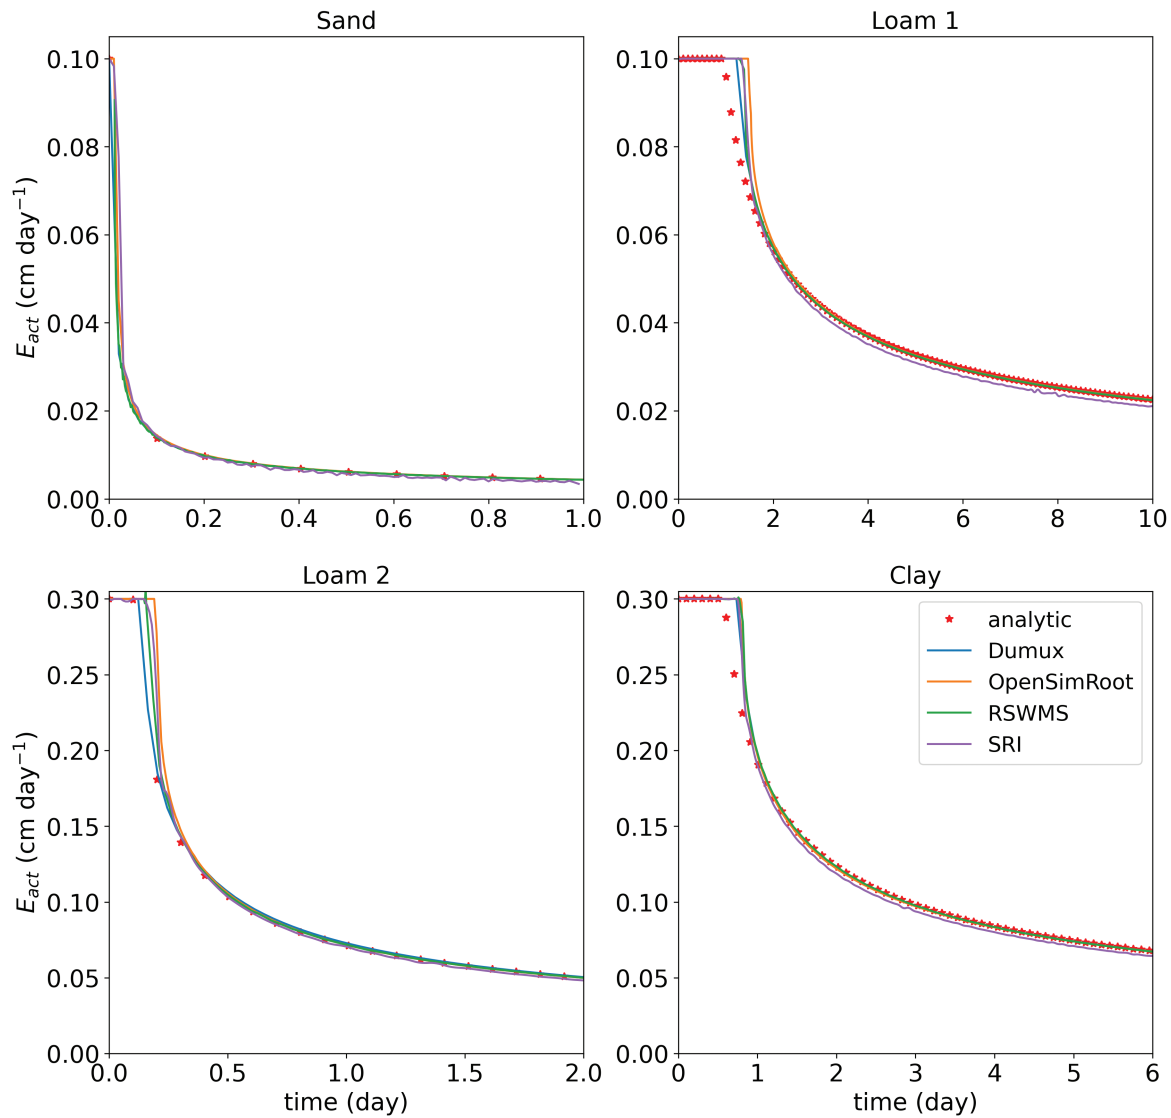 Sand
Loam 1
0.10
0.08
0.06
0.04
0.02
0.00
E_act (cm day⁻¹)
0.0 0.2 0.4 0.6 0.8 1.0
0.10
0.08
0.06
0.04
0.02
0.00
0 2 4 6 8 10
Loam 2
Clay
0.30
0.25
0.20
0.15
0.10
0.05
0.00
E_act (cm day⁻¹)
0.0 0.5 1.0 1.5 2.0
time (day)
0.30
0.25
0.20
0.15
0.10
0.05
0.00
analytic
Dumux
OpenSimRoot
RSWMS
SRI
0 1 2 3 4 5 6
time (day)